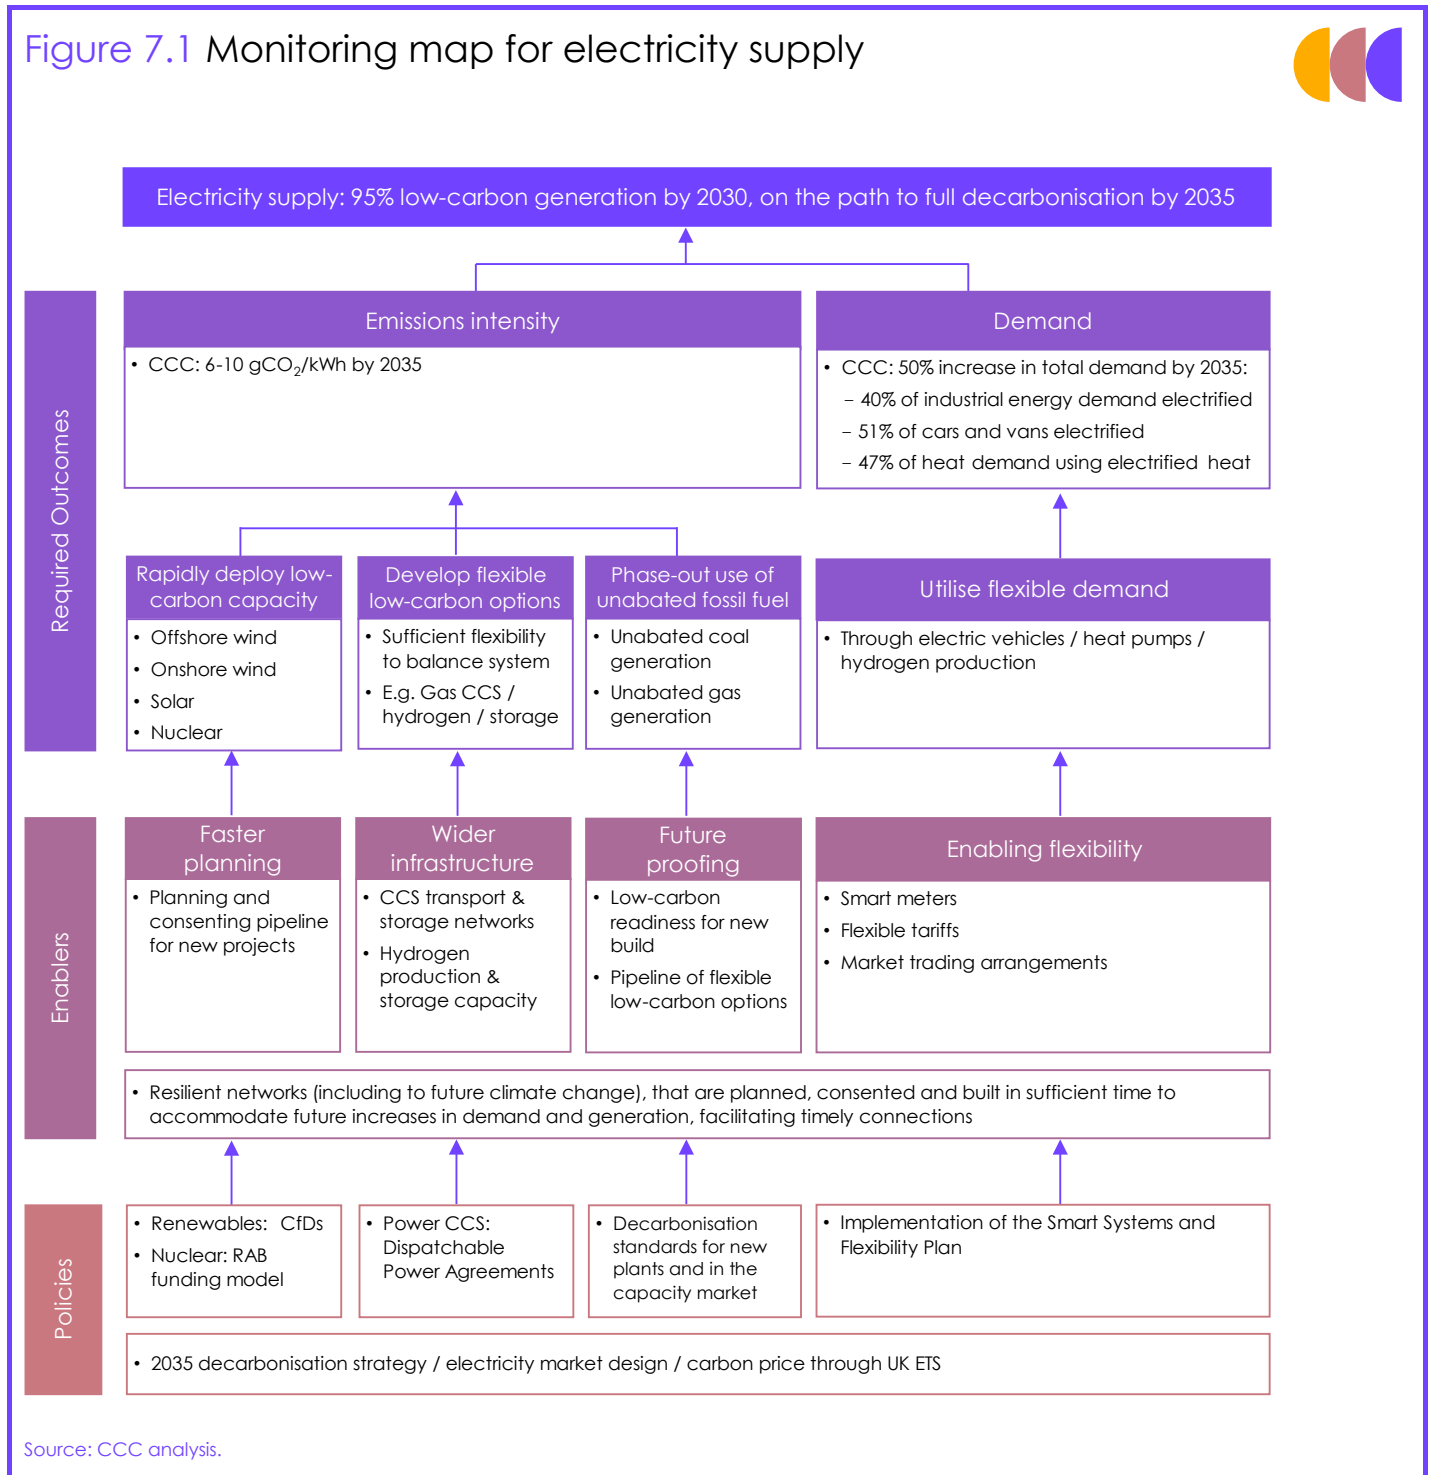 Figure 7.1 Monitoring map for electricity supply
Electricity supply: 95% low-carbon generation by 2030, on the path to full decarbonisation by 2035
Required Outcomes
Emissions intensity
• CCC: 6-10 gCO₂/kWh by 2035
Demand
• CCC: 50% increase in total demand by 2035:
– 40% of industrial energy demand electrified
– 51% of cars and vans electrified
– 47% of heat demand using electrified heat
Rapidly deploy low-
carbon capacity
• Offshore wind
• Onshore wind
• Solar
• Nuclear
Develop flexible
low-carbon options
• Sufficient flexibility
to balance system
• E.g. Gas CCS /
hydrogen / storage
Phase-out use of
unabated fossil fuel
• Unabated coal
generation
• Unabated gas
generation
Utilise flexible demand
• Through electric vehicles / heat pumps /
hydrogen production
Enablers
Faster
planning
• Planning and
consenting pipeline
for new projects
Wider
infrastructure
• CCS transport &
storage networks
• Hydrogen
production &
storage capacity
Future
proofing
• Low-carbon
readiness for new
build
• Pipeline of flexible
low-carbon options
Enabling flexibility
• Smart meters
• Flexible tariffs
• Market trading arrangements
• Resilient networks (including to future climate change), that are planned, consented and built in sufficient time to
accommodate future increases in demand and generation, facilitating timely connections
Policies
• Renewables: CfDs
• Nuclear: RAB
funding model
• Power CCS:
Dispatchable
Power Agreements
• Decarbonisation
standards for new
plants and in the
capacity market
• Implementation of the Smart Systems and
Flexibility Plan
• 2035 decarbonisation strategy / electricity market design / carbon price through UK ETS
Source: CCC analysis.